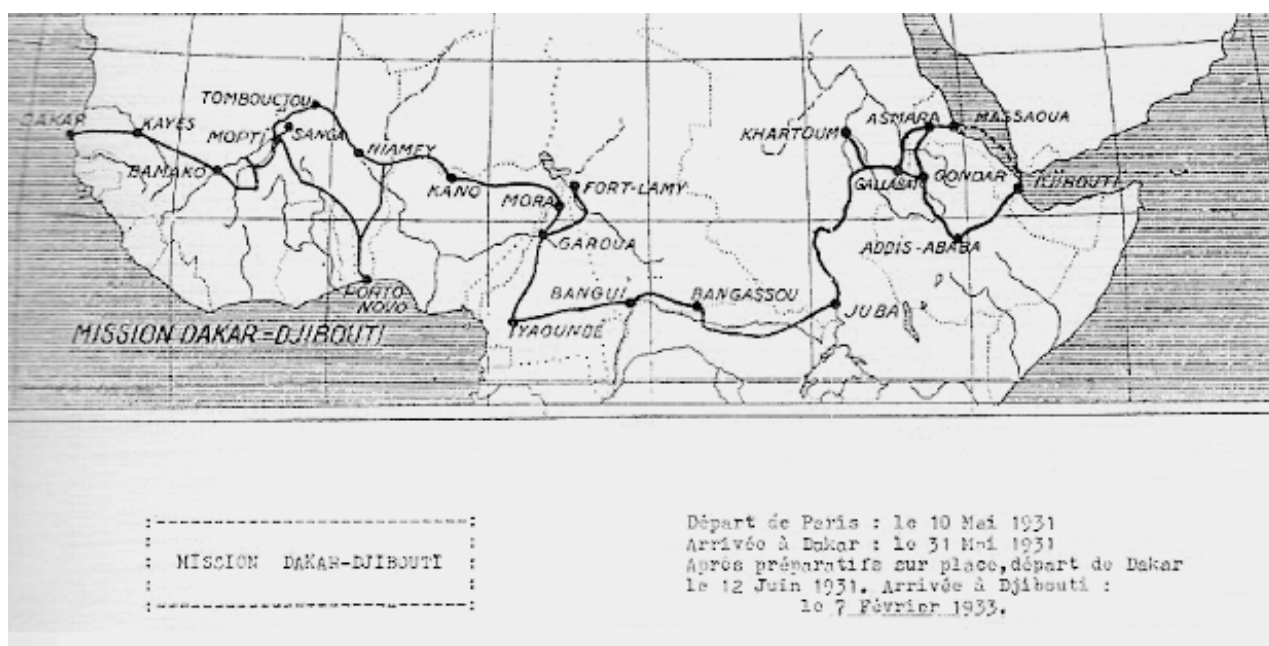 TOMBOUCTOU
DAKAR
KAYES
MOPTI
SANGA
ASMARA
MASSAOUA
KHARTOUM
BAMAKO
NIAMEY
KANO
FORT-LAMY
MORA
GALLABAT
GONDAR
DJIBOUTI
GAROUA
ADDIS-ABABA
PORTO-
NOVO
BANGUI
BANGASSOU
JUBA
YAOUNDÉ
MISSION DAKAR=DJIBOUTI
MISSION DAKAR-DJIBOUTI
Départ de Paris : le 10 Mai 1931
Arrivée à Dakar : le 31 Mai 1931
Après préparatifs sur place,départ de Dakar
le 12 Juin 1931. Arrivée à Djibouti :
le 7 Février 1933.